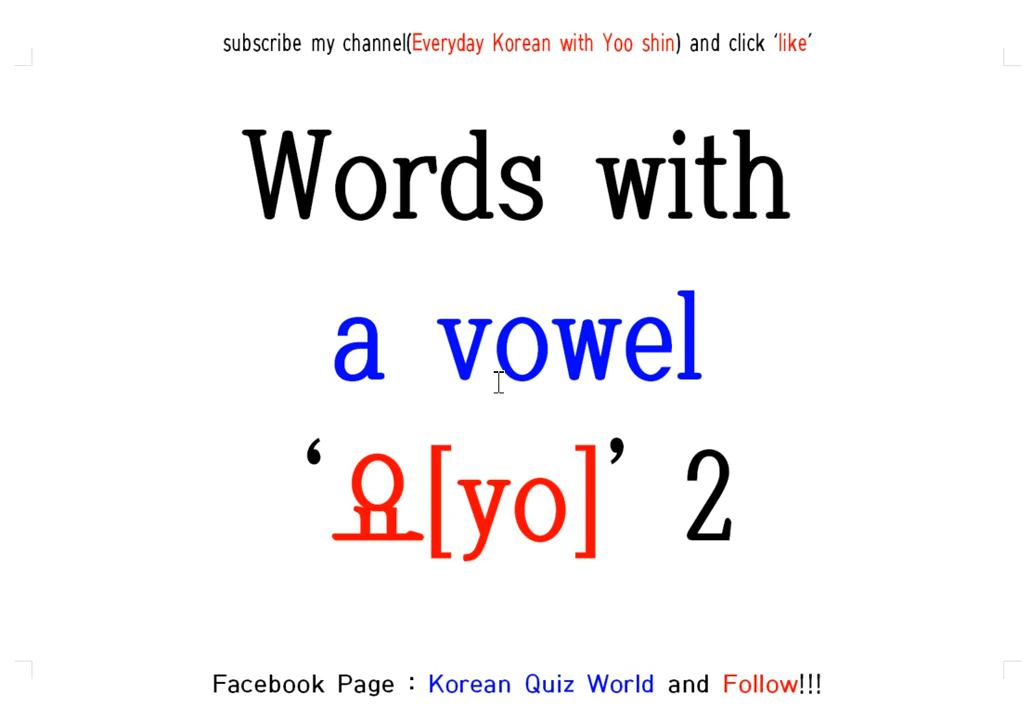 subscribe my channel(Everyday Korean with Yoo shin) and click ‘like’
Words with
a vowel
‘요[yo]’ 2
Facebook Page : Korean Quiz World and Follow!!!